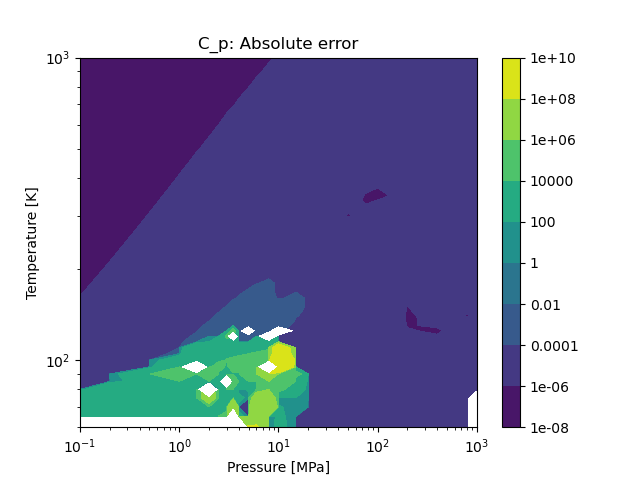 C_p: Absolute error
10³
10²
Temperature [K]
10⁻¹
10⁰
10¹
10²
10³
Pressure [MPa]
1e+10
1e+08
1e+06
10000
100
1
0.01
0.0001
1e-06
1e-08